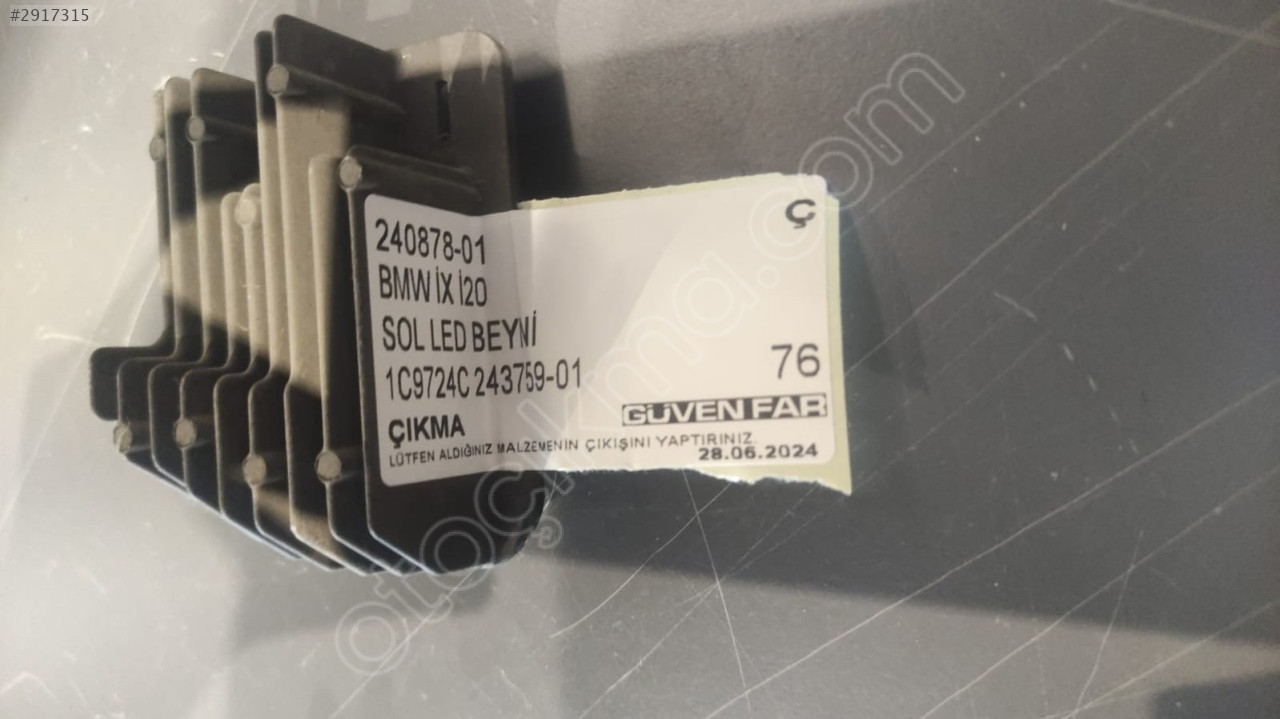 #2917315
Ç
240878-01
BMW İX İ20
SOL LED BEYNİ
1C9724C 243759-01
76
ÇIKMA
GÜVEN FAR
LÜTFEN ALDIĞINIZ MALZEMENİN ÇIKIŞINI YAPTIRINIZ.
28.06.2024
otoçıkma.com